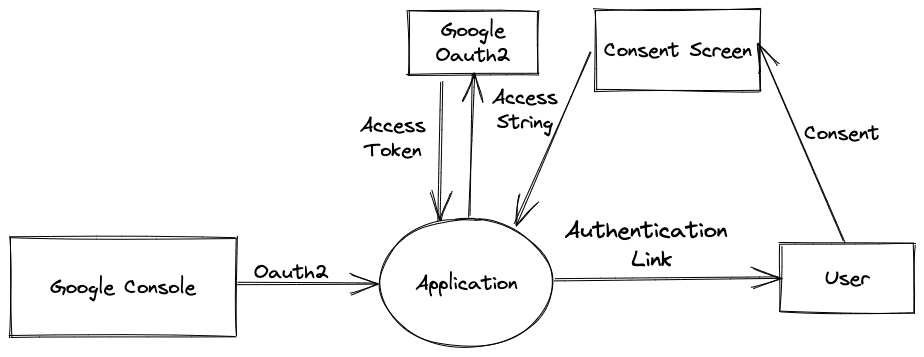 Google
Oauth2
Consent Screen
Access
String
Access
Token
Consent
Authentication
Link
Oauth2
Google Console
Application
User